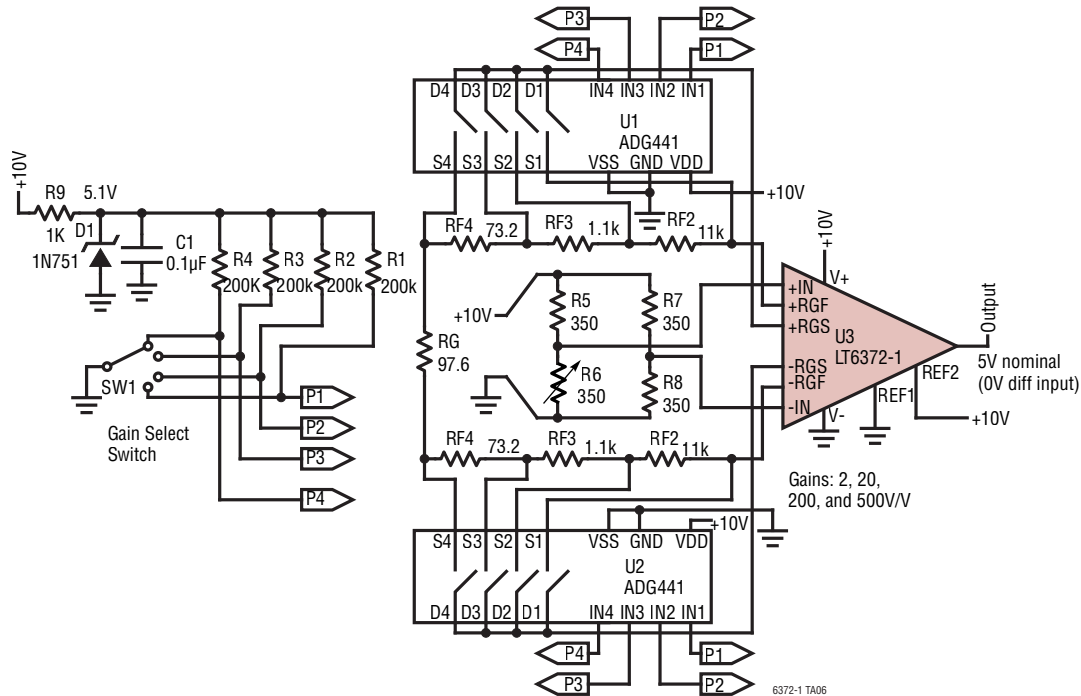 P3
P2
P4
P1
D4 D3 D2 D1
IN4 IN3 IN2 IN1
U1
ADG441
S4 S3 S2 S1
VSS GND VDD
+10V
+10V
R9
5.1V
1K
D1
1N751
C1
0.1µF
R4
200K
R3
200k
R2
200k
R1
200k
SW1
Gain Select
Switch
P1
P2
P3
P4
RF4
73.2
RF3
1.1k
RF2
11k
+10V
R5
350
R7
350
RG
97.6
R6
350
R8
350
RF4
73.2
RF3
1.1k
RF2
11k
+10V
V+
+IN
+RGF
+RGS
U3
LT6372-1
-RGS
-RGF
-IN
V-
REF1
REF2
+10V
Output
5V nominal
(0V diff input)
Gains: 2, 20,
200, and 500V/V
+10V
S4 S3 S2 S1
VSS GND VDD
U2
ADG441
D4 D3 D2 D1
IN4 IN3 IN2 IN1
P4
P1
P3
P2
6372-1 TA06